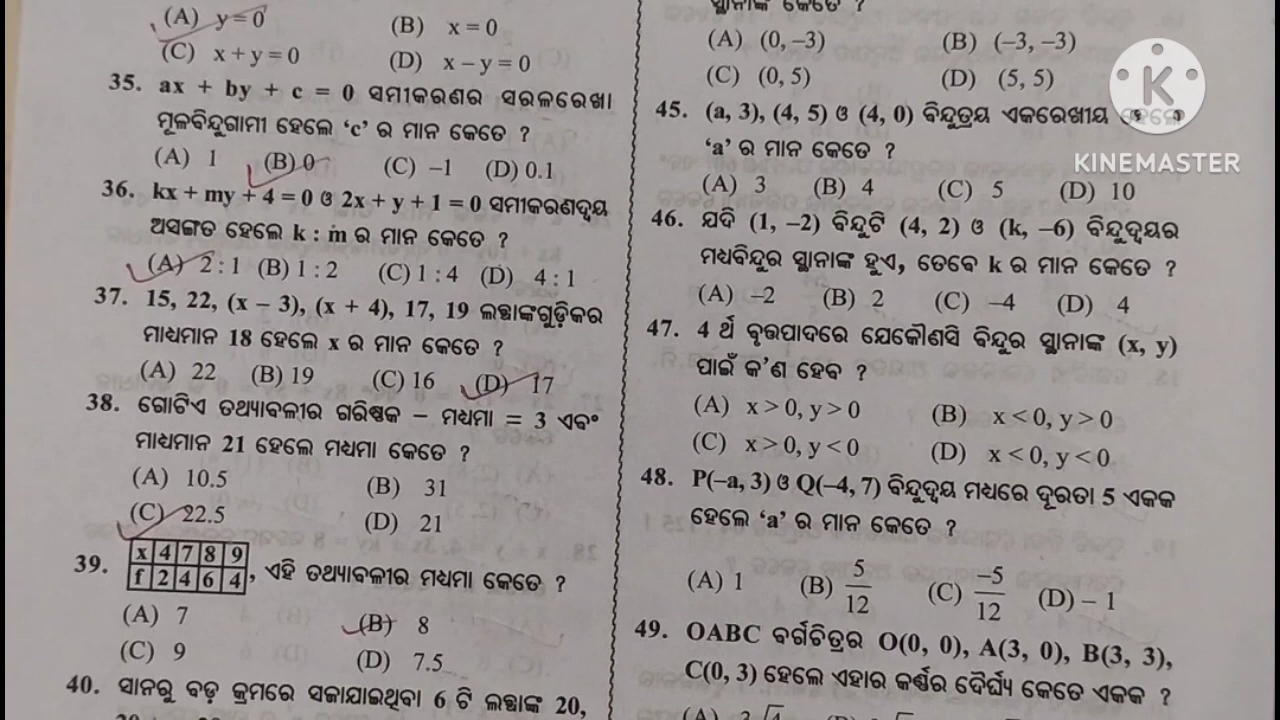 (A) y = 0 (B) x = 0
(C) x + y = 0 (D) x – y = 0
35. ax + by + c = 0 ସମୀକରଣର ସରଳରେଖା
ମୂଳବିନ୍ଦୁଗାମୀ ହେଲେ ‘c’ ର ମାନ କେତେ ?
(A) 1 (B) 0 (C) –1 (D) 0.1
36. kx + my + 4 = 0 ଓ 2x + y + 1 = 0 ସମୀକରଣଦ୍ୱୟ
ଅସଙ୍ଗତ ହେଲେ k : m ର ମାନ କେତେ ?
(A) 2 : 1 (B) 1 : 2 (C) 1 : 4 (D) 4 : 1
37. 15, 22, (x – 3), (x + 4), 17, 19 ଲବ୍ଧାଙ୍କଗୁଡ଼ିକର
ମାଧ୍ୟମାନ 18 ହେଲେ x ର ମାନ କେତେ ?
(A) 22 (B) 19 (C) 16 (D) 17
38. ଗୋଟିଏ ତଥ୍ୟାବଳୀର ଗରିଷ୍ଠକ – ମଧ୍ୟମା = 3 ଏବଂ
ମାଧ୍ୟମାନ 21 ହେଲେ ମଧ୍ୟମା କେତେ ?
(A) 10.5 (B) 31
(C) 22.5 (D) 21
39. x 4 7 8 9
f 2 4 6 4 , ଏହି ତଥ୍ୟାବଳୀର ମଧ୍ୟମା କେତେ ?
(A) 7 (B) 8
(C) 9 (D) 7.5
40. ସାନରୁ ବଡ଼ କ୍ରମରେ ସଜାଯାଇଥିବା 6 ଟି ଲବ୍ଧାଙ୍କ 20,
ସ୍ଥାନାଙ୍କ କେତେ ?
(A) (0, –3) (B) (–3, –3)
(C) (0, 5) (D) (5, 5)
45. (a, 3), (4, 5) ଓ (4, 0) ବିନ୍ଦୁତ୍ରୟ ଏକରେଖୀୟ
‘a’ ର ମାନ କେତେ ?
(A) 3 (B) 4 (C) 5 (D) 10
46. ଯଦି (1, –2) ବିନ୍ଦୁଟି (4, 2) ଓ (k, –6) ବିନ୍ଦୁଦ୍ୱୟର
ମଧ୍ୟବିନ୍ଦୁର ସ୍ଥାନାଙ୍କ ହୁଏ, ତେବେ k ର ମାନ କେତେ ?
(A) –2 (B) 2 (C) –4 (D) 4
47. 4 ର୍ଥ ବୃତ୍ତପାଦରେ ଯେକୌଣସି ବିନ୍ଦୁର ସ୍ଥାନାଙ୍କ (x, y)
ପାଇଁ କ’ଣ ହେବ ?
(A) x > 0, y > 0 (B) x < 0, y > 0
(C) x > 0, y < 0 (D) x < 0, y < 0
48. P(–a, 3) ଓ Q(–4, 7) ବିନ୍ଦୁଦ୍ୱୟ ମଧ୍ୟରେ ଦୂରତା 5 ଏକକ
ହେଲେ ‘a’ ର ମାନ କେତେ ?
(A) 1 (B) 5/12 (C) –5/12 (D) – 1
49. OABC ବର୍ଗଚିତ୍ରର O(0, 0), A(3, 0), B(3, 3),
C(0, 3) ହେଲେ ଏହାର କର୍ଣ୍ଣର ଦୈର୍ଘ୍ୟ କେତେ ଏକକ ?
K
KINEMASTER